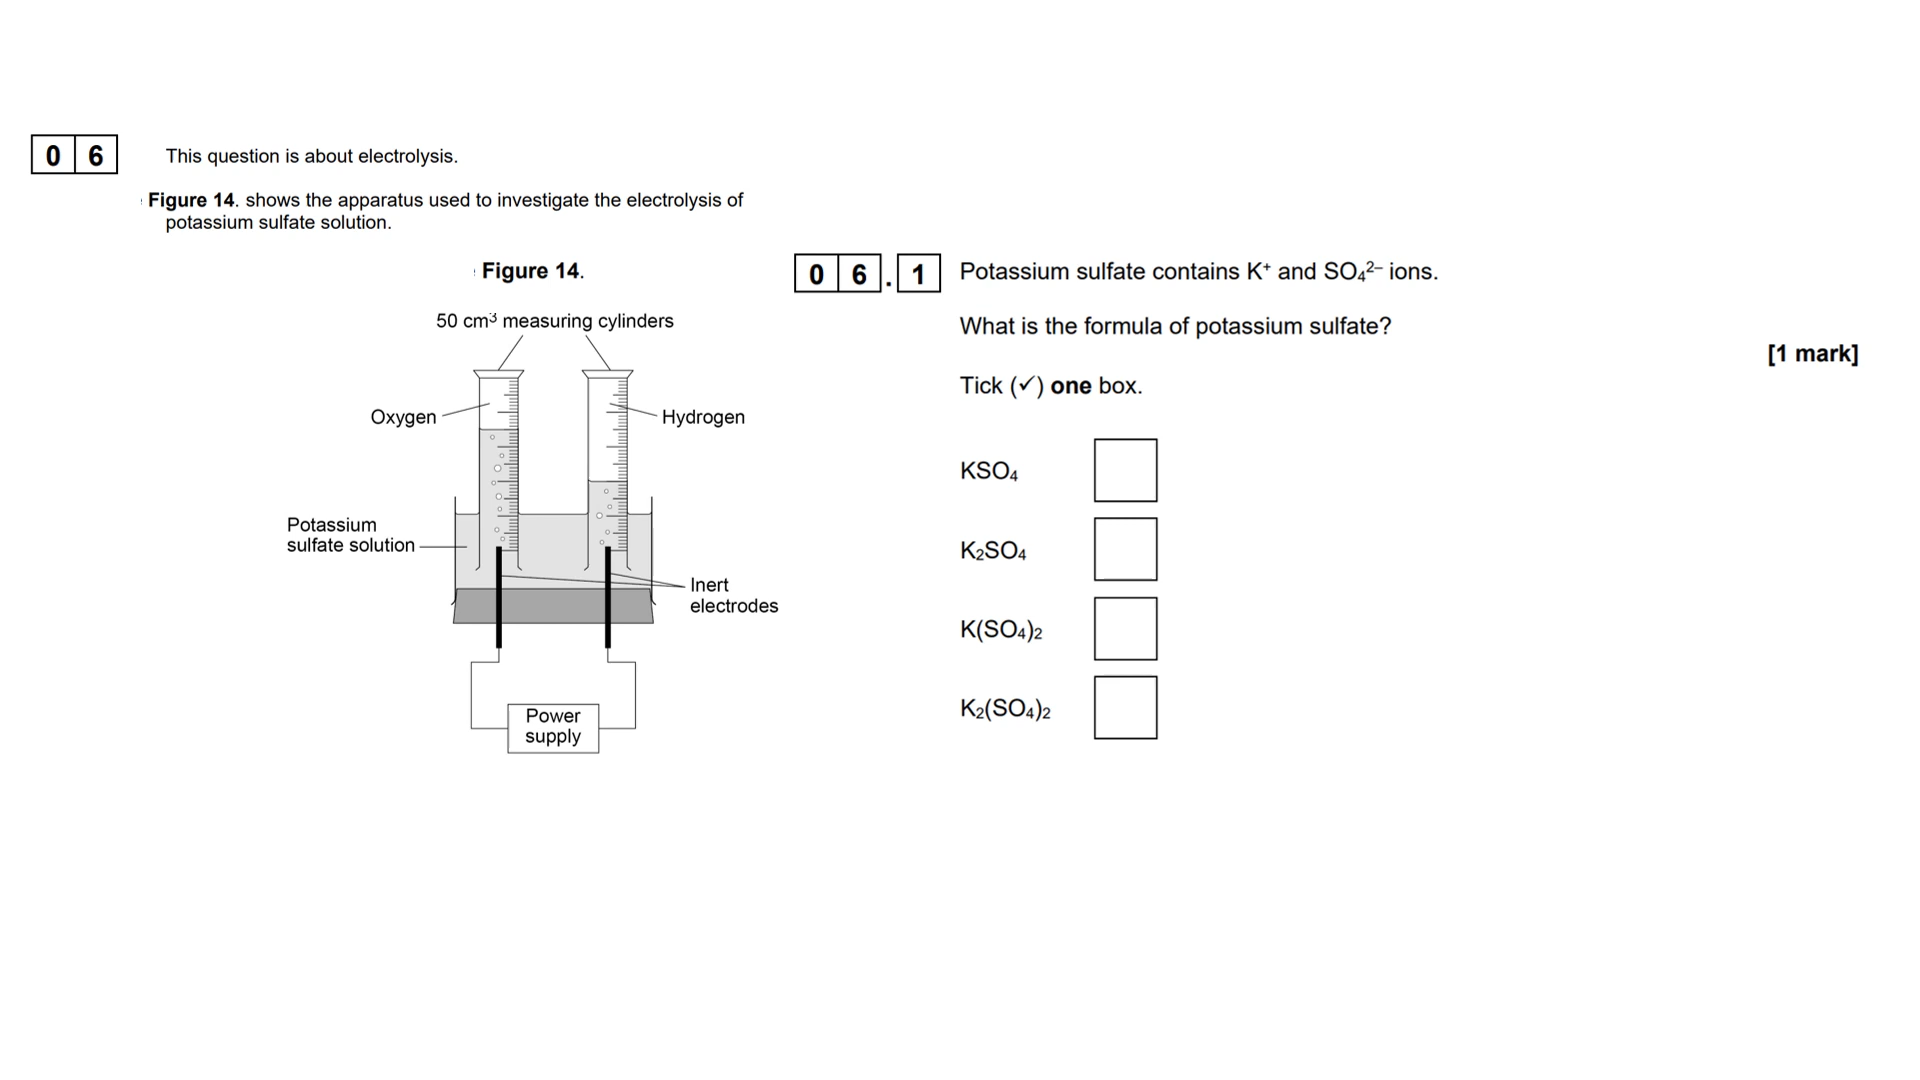 0 6 This question is about electrolysis.
Figure 14. shows the apparatus used to investigate the electrolysis of
potassium sulfate solution.
Figure 14.
50 cm³ measuring cylinders
Oxygen
Hydrogen
Potassium
sulfate solution
Inert
electrodes
Power
supply
0 6 . 1 Potassium sulfate contains K⁺ and SO₄²⁻ ions.
What is the formula of potassium sulfate?
[1 mark]
Tick (✓) one box.
KSO₄
K₂SO₄
K(SO₄)₂
K₂(SO₄)₂